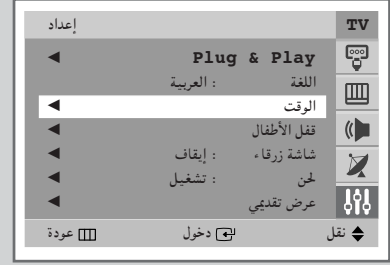 TV إعداد
Plug & Play
اللغة : العربية
الوقت
قفل الأطفال
شاشة زرقاء : إيقاف
لحن : تشغيل
عرض تقديمي
نقل دخول عودة